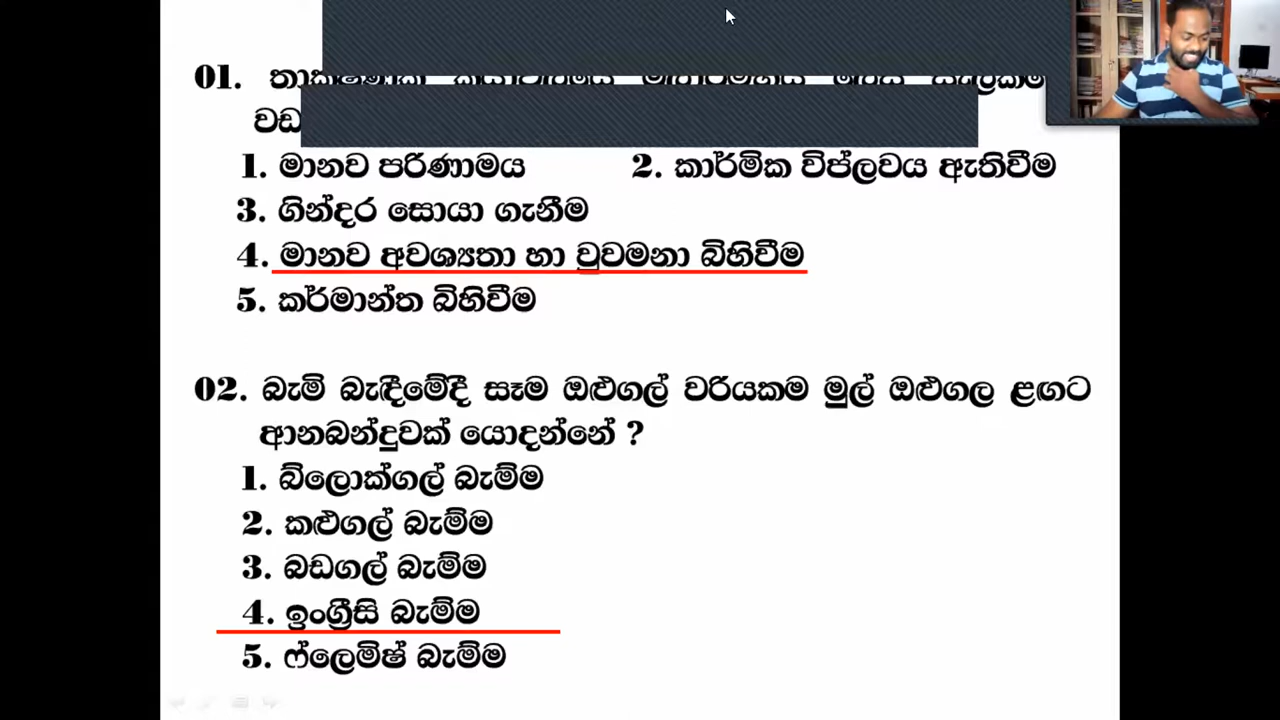 01.
වඩ
1. මානව පරිණාමය 2. කාර්මික විප්ලවය ඇතිවීම
3. ගින්දර සොයා ගැනීම
4. මානව අවශ්‍යතා හා වුවමනා බිහිවීම
5. කර්මාන්ත බිහිවීම
02. බැමි බැඳීමේදී සෑම ඔළුගල් වරියකම මුල් ඔළුගල ළඟට
ආනබන්දුවක් යොදන්නේ ?
1. බ්ලොක්ගල් බැම්ම
2. කළුගල් බැම්ම
3. බඩගල් බැම්ම
4. ඉංග්‍රීසි බැම්ම
5. ෆ්ලෙමිෂ් බැම්ම